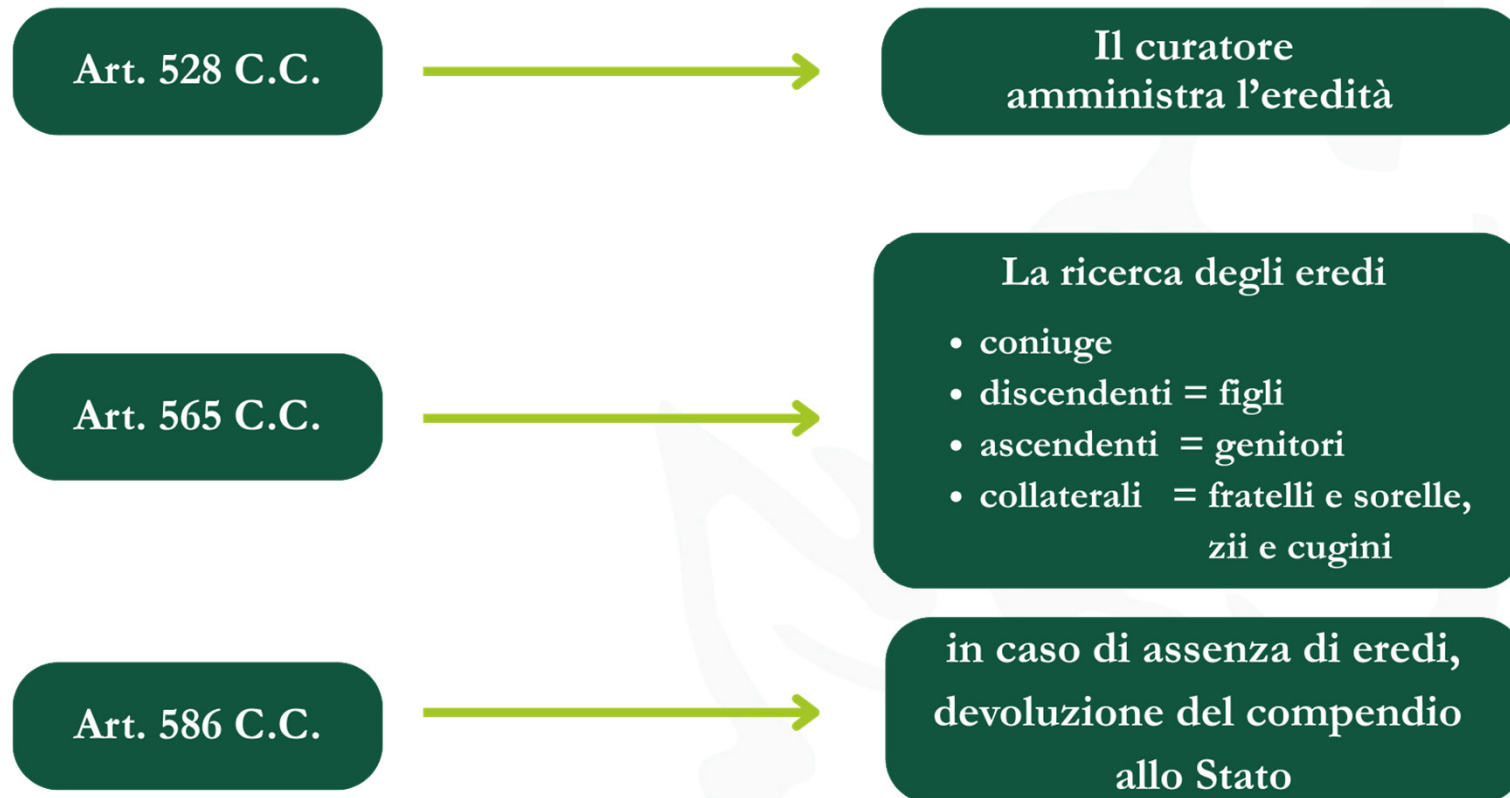 Art. 528 C.C.
Il curatore
amministra l'eredità
Art. 565 C.C.
La ricerca degli eredi
• coniuge
• discendenti = figli
• ascendenti = genitori
• collaterali = fratelli e sorelle,
zii e cugini
Art. 586 C.C.
in caso di assenza di eredi,
devoluzione del compendio
allo Stato